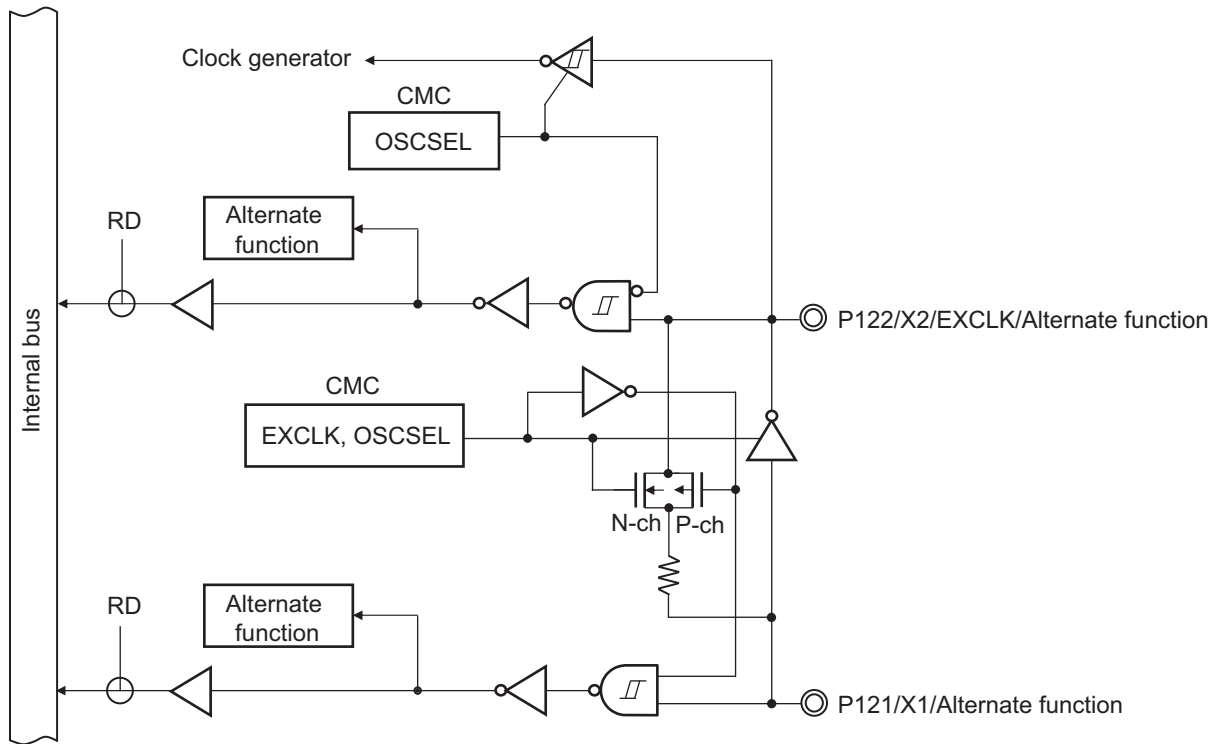 Clock generator
CMC
OSCSEL
RD
Alternate
function
P122/X2/EXCLK/Alternate function
Internal bus
CMC
EXCLK, OSCSEL
N-ch
P-ch
RD
Alternate
function
P121/X1/Alternate function